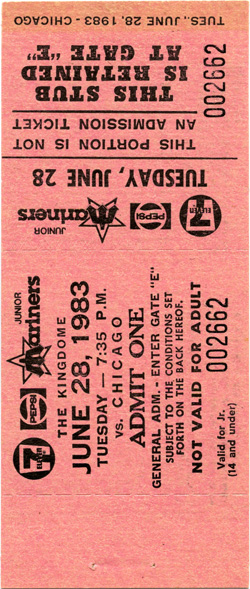 TUES., JUNE 28, 1983 - CHICAGO
THIS STUB
IS RETAINED
AT GATE "E"
002662
THIS PORTION IS NOT
AN ADMISSION TICKET
TUESDAY, JUNE 28
JUNIOR
Mariners
PEPSI
7
ELEVEN
JUNIOR
Mariners
PEPSI
7
ELEVEN
THE KINGDOME
JUNE 28, 1983
TUESDAY — 7:35 P.M.
vs. CHICAGO
ADMIT ONE
GENERAL ADM. - ENTER GATE "E"
SUBJECT TO THE CONDITIONS SET
FORTH ON THE BACK HEREOF.
NOT VALID FOR ADULT
002662
Valid for Jr.
(14 and under)